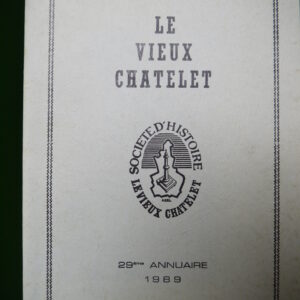 LE
VIEUX
CHATELET
SOCIETE D'HISTOIRE
LE VIEUX CHATELET
29ème ANNUAIRE
1989